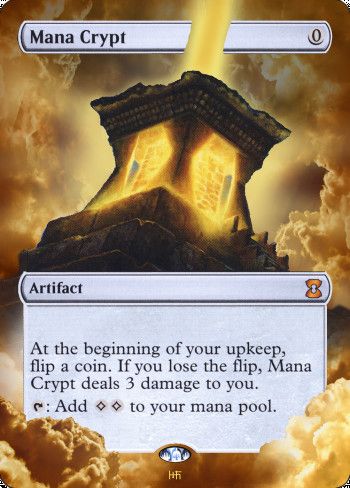 Mana Crypt 0
Artifact
At the beginning of your upkeep,
flip a coin. If you lose the flip, Mana
Crypt deals 3 damage to you.
: Add to your mana pool.